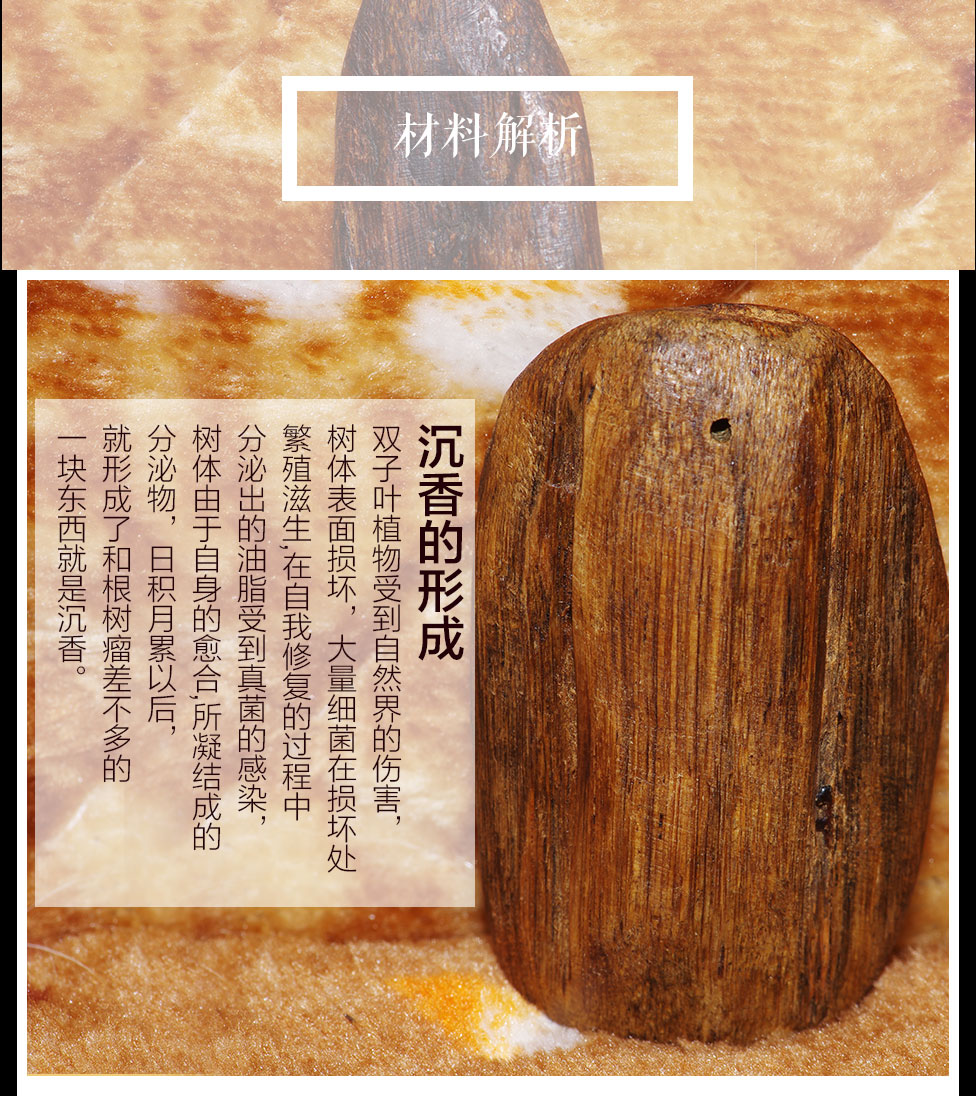 材料解析
沉香的形成
双子叶植物受到自然界的伤害，
树体表面损坏，大量细菌在损坏处
繁殖滋生,在自我修复的过程中
分泌出的油脂受到真菌的感染，
树体由于自身的愈合,所凝结成的
分泌物，日积月累以后，
就形成了和根树瘤差不多的
一块东西就是沉香。